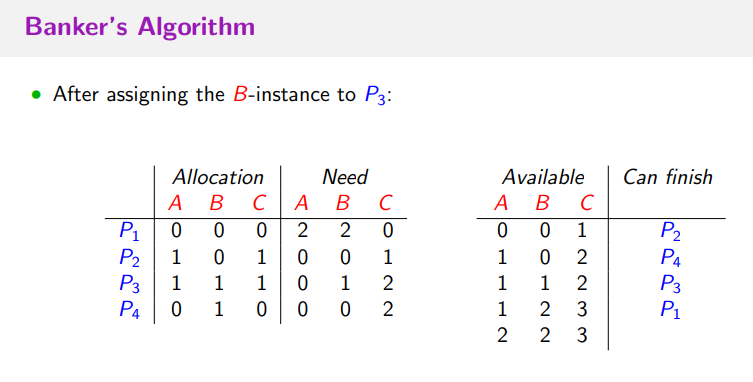 Banker's Algorithm
• After assigning the B-instance to P3:
Allocation Need Available Can finish
A B C A B C A B C
P1 0 0 0 2 2 0 0 0 1 P2
P2 1 0 1 0 0 1 1 0 2 P4
P3 1 1 1 0 1 2 1 1 2 P3
P4 0 1 0 0 0 2 1 2 3 P1
2 2 3